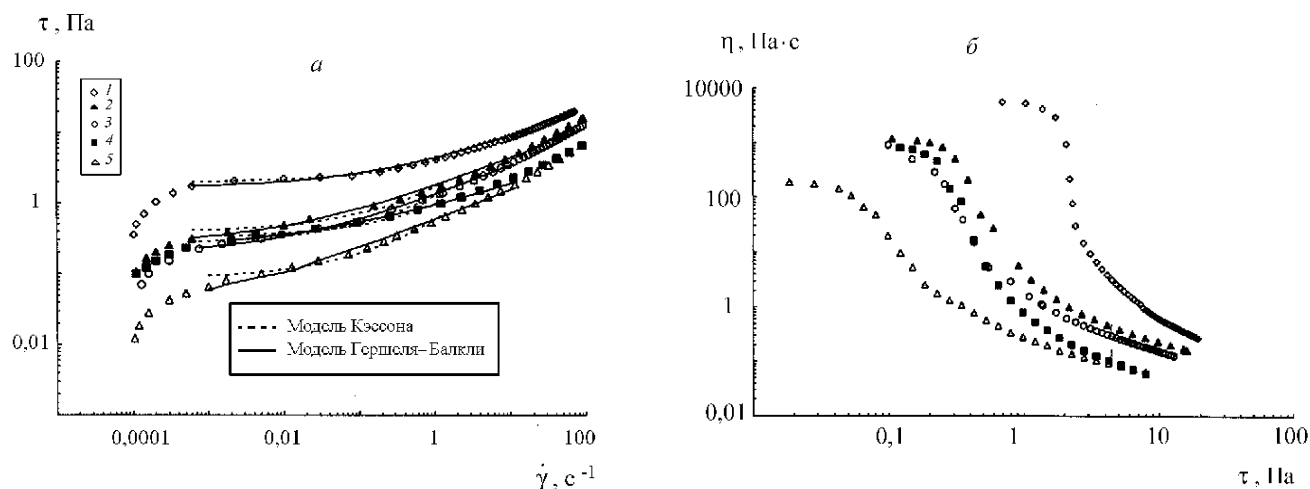 τ , Па
а
100
1
0,01
1
2
3
4
5
Модель Кэссона
Модель Гершеля–Балкли
0,0001
0,01
1
100
γ̇ , с⁻¹
η , Па·с
б
10000
100
1
0,01
0,1
1
10
100
τ , Па